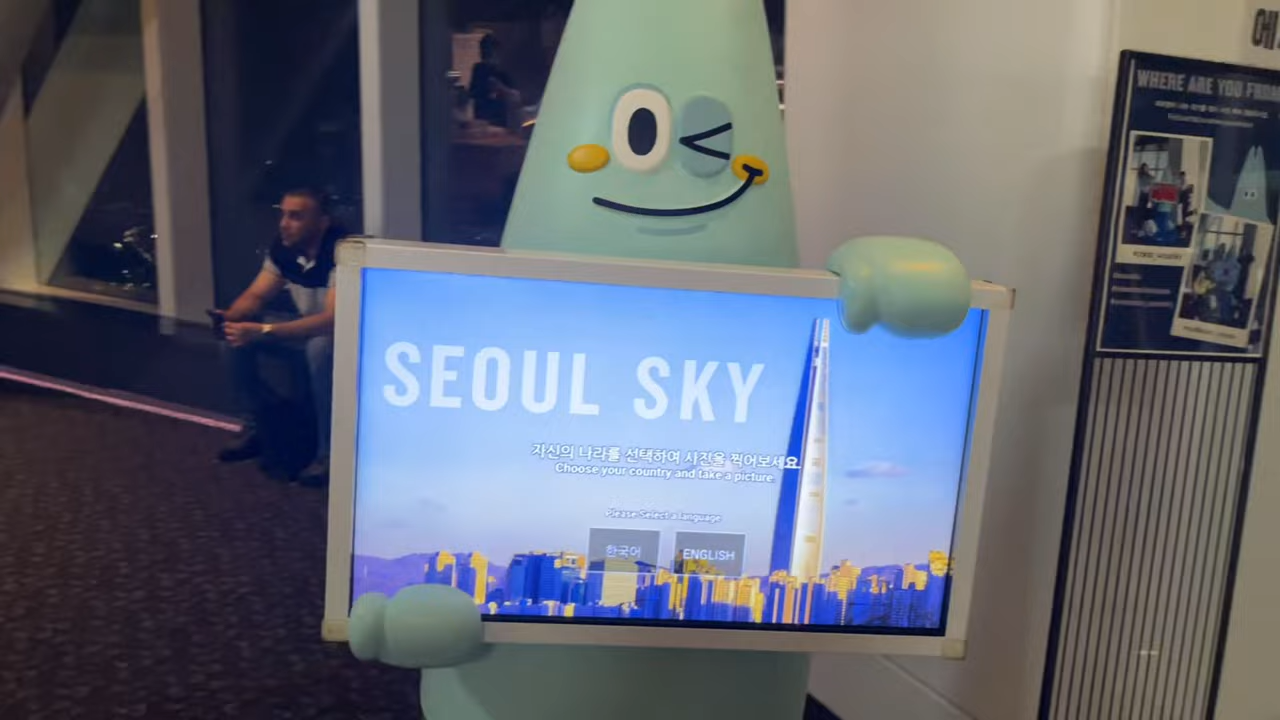 SEOUL SKY
자신의 나라를 선택하여 사진을 찍어보세요.
Choose your country and take a picture.
Please Select a language
한국어
ENGLISH
WHERE ARE YOU FROM